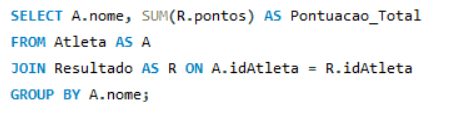 SELECT A.nome, SUM(R.pontos) AS Pontuacao_Total
FROM Atleta AS A
JOIN Resultado AS R ON A.idAtleta = R.idAtleta
GROUP BY A.nome;